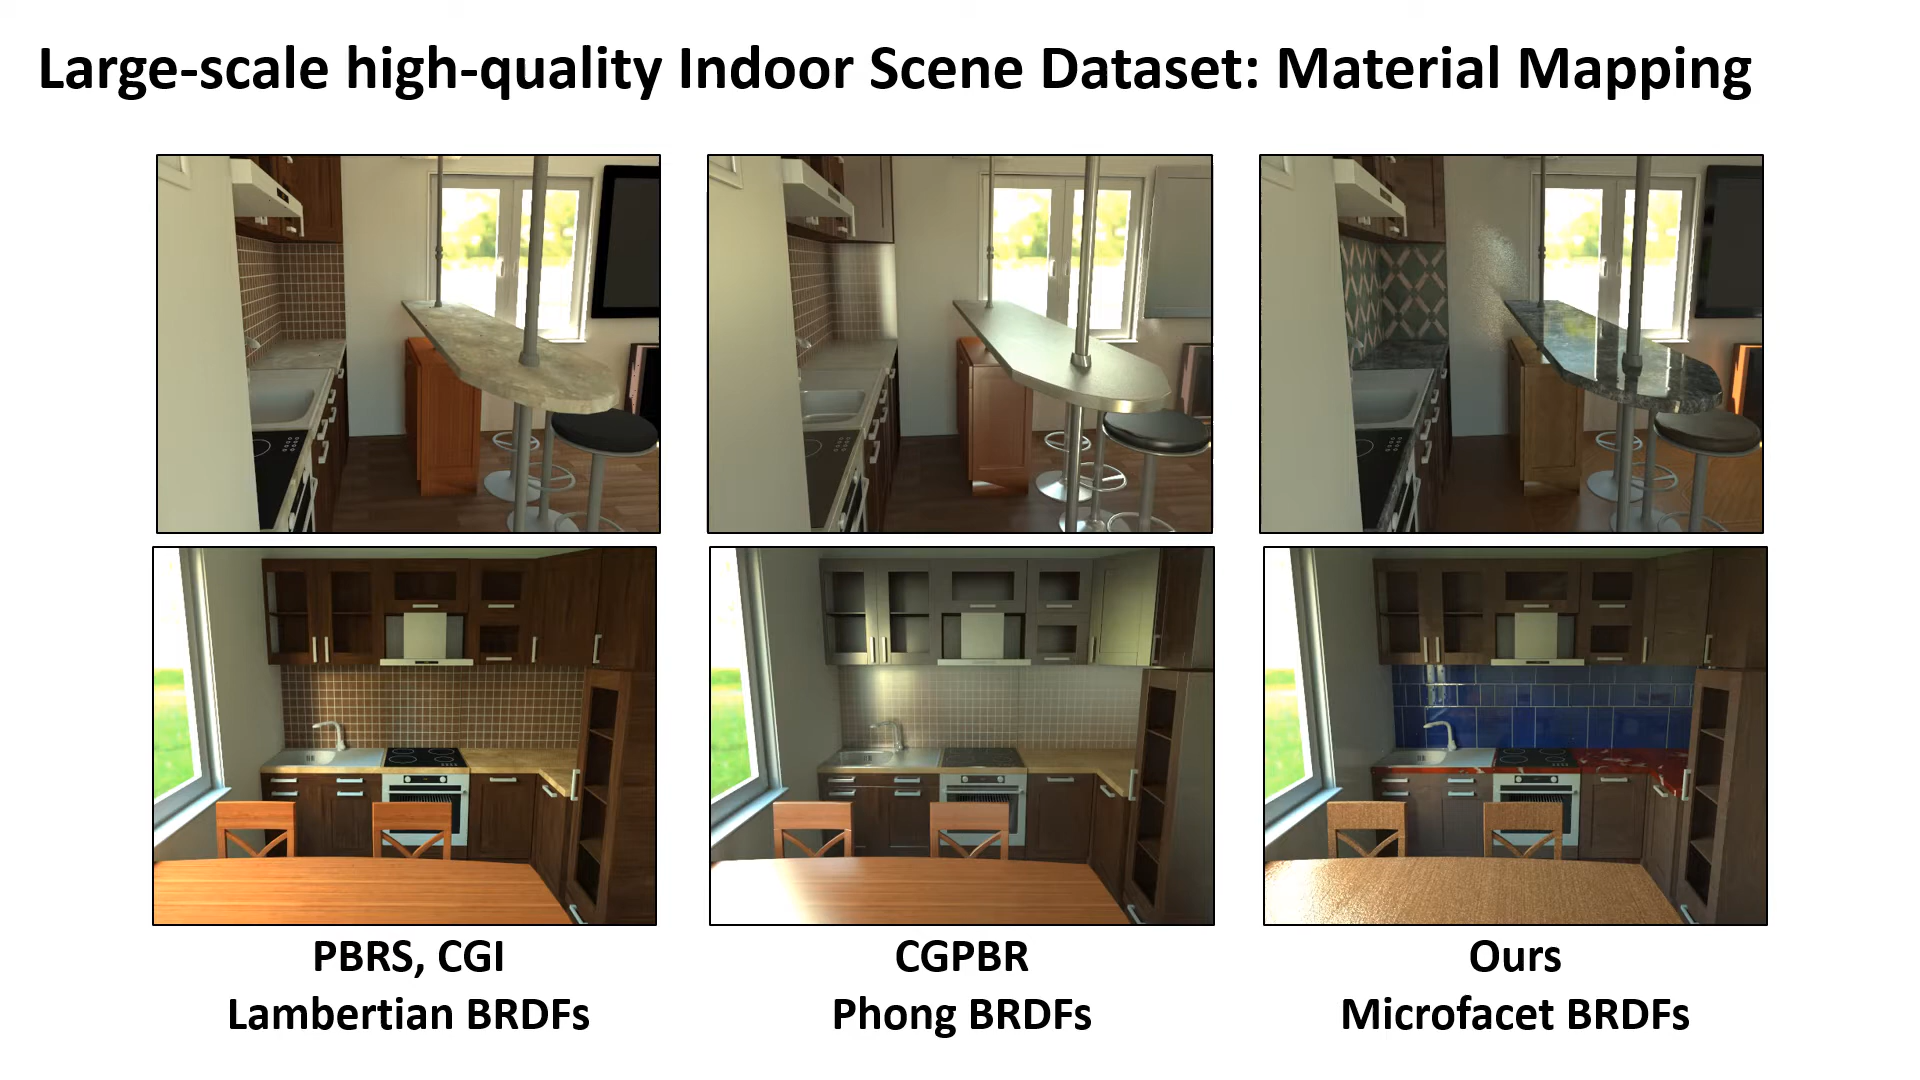 Large-scale high-quality Indoor Scene Dataset: Material Mapping
PBRS, CGI
Lambertian BRDFs
CGPBR
Phong BRDFs
Ours
Microfacet BRDFs